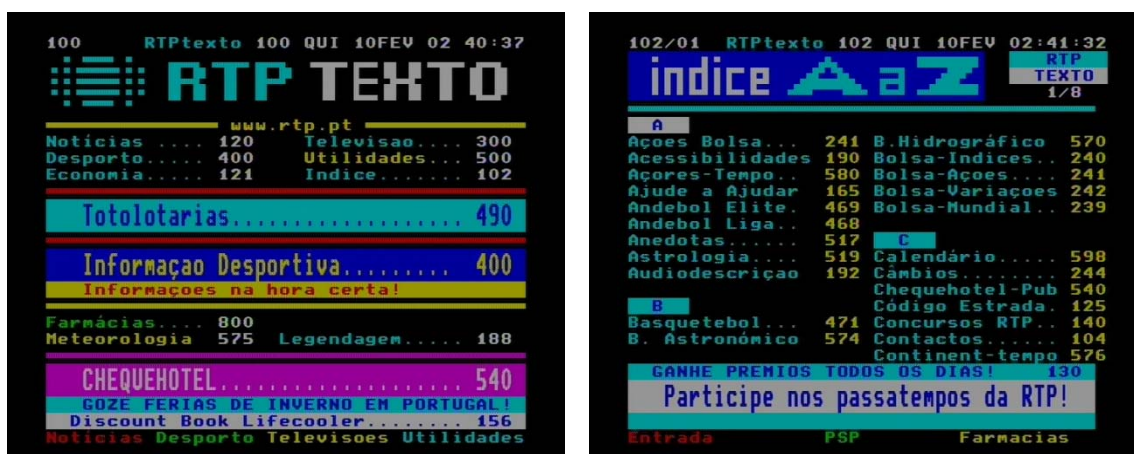 100 RTPtexto 100 QUI 10FEV 02 40:37
RTP TEXTO
www.rtp.pt
Notícias .... 120 Televisao.... 300
Desporto .... 400 Utilidades... 500
Economia .... 121 Indice....... 102
Totolotarias................... 490
Informaçao Desportiva......... 400
Informaçoes na hora certa!
Farmácias.... 800
Meteorologia 575 Legendagem..... 188
CHEQUEHOTEL..................... 540
GOZE FERIAS DE INVERNO EM PORTUGAL!
Discount Book Lifecooler........ 156
Noticias Desporto Televisoes Utilidades
102/01 RTPtexto 102 QUI 10FEV 02:41:32
índice A a Z
RTP
TEXTO
1/8
A
Açoes Bolsa... 241 B.Hidrográfico 570
Acessibilidades 190 Bolsa-Indices.. 240
Açores-Tempo.. 580 Bolsa-Açoes.... 241
Ajude a Ajudar 165 Bolsa-Variaçoes 242
Andebol Elite. 469 Bolsa-Mundial.. 239
Andebol Liga.. 468
Anedotas...... 517 C
Astrologia.... 519 Calendário..... 598
Audiodescriçao 192 Câmbios........ 244
Chequehotel-Pub 540
B Código Estrada. 125
Basquetebol... 471 Concursos RTP.. 140
B. Astronómico 574 Contactos...... 104
Continent-tempo 576
GANHE PREMIOS TODOS OS DIAS! 130
Participe nos passatempos da RTP!
Entrada PSP Farmacias